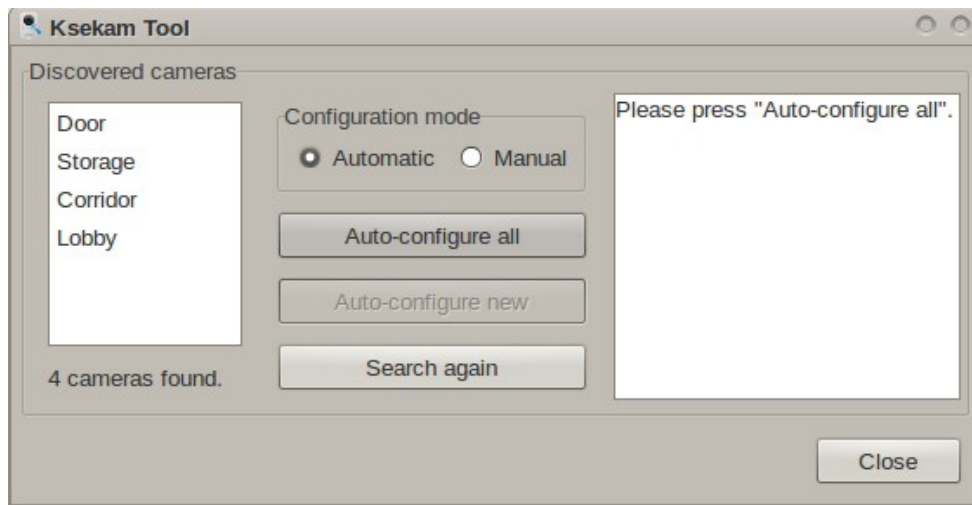 Ksekam Tool
Discovered cameras
Door
Storage
Corridor
Lobby
4 cameras found.
Configuration mode
Automatic Manual
Auto-configure all
Auto-configure new
Search again
Please press "Auto-configure all".
Close